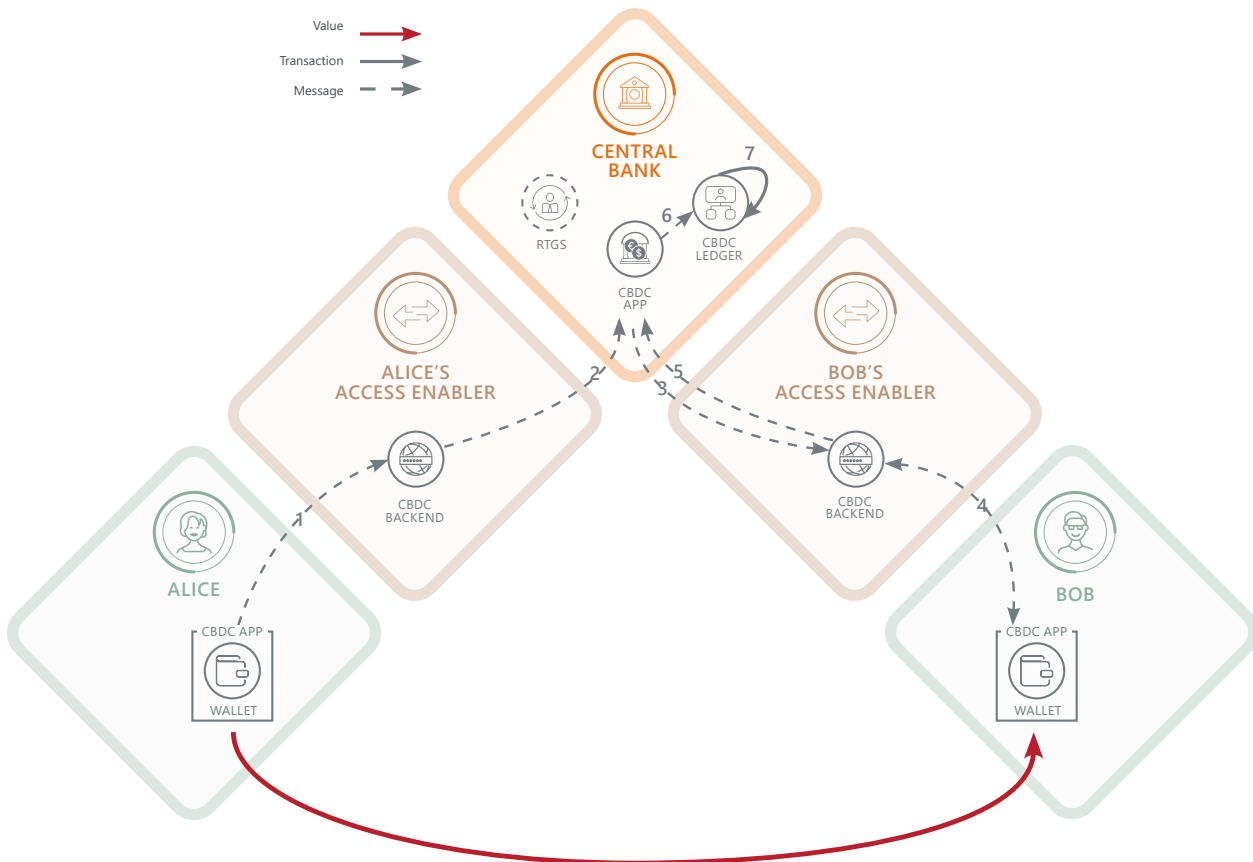 Value
Transaction
Message
CENTRAL
BANK
7
6
RTGS
CBDC
LEDGER
CBDC
APP
ALICE'S
ACCESS ENABLER
2
5
3
BOB'S
ACCESS ENABLER
CBDC
BACKEND
CBDC
BACKEND
1
4
ALICE
BOB
CBDC APP
WALLET
CBDC APP
WALLET